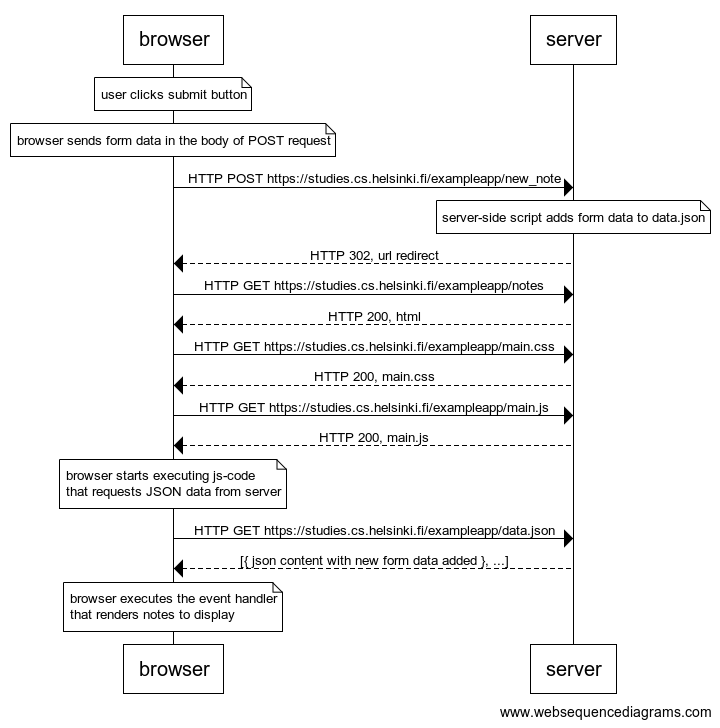 browser
server
user clicks submit button
browser sends form data in the body of POST request
HTTP POST https://studies.cs.helsinki.fi/exampleapp/new_note
server-side script adds form data to data.json
HTTP 302, url redirect
HTTP GET https://studies.cs.helsinki.fi/exampleapp/notes
HTTP 200, html
HTTP GET https://studies.cs.helsinki.fi/exampleapp/main.css
HTTP 200, main.css
HTTP GET https://studies.cs.helsinki.fi/exampleapp/main.js
HTTP 200, main.js
browser starts executing js-code
that requests JSON data from server
HTTP GET https://studies.cs.helsinki.fi/exampleapp/data.json
[{ json content with new form data added }, ...]
browser executes the event handler
that renders notes to display
browser
server
www.websequencediagrams.com